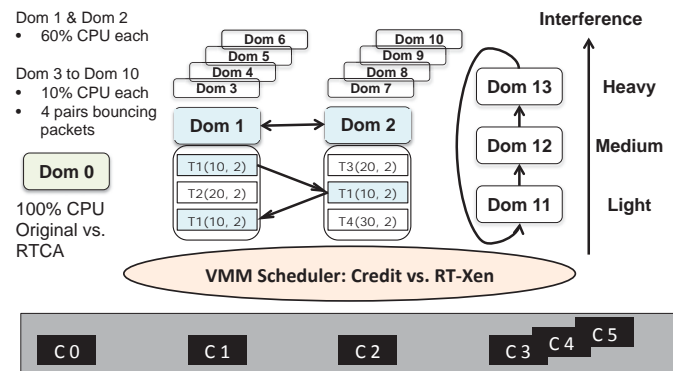 Dom 1 & Dom 2
• 60% CPU each
Dom 3 to Dom 10
• 10% CPU each
• 4 pairs bouncing
packets
Dom 0
100% CPU
Original vs.
RTCA
Dom 6
Dom 5
Dom 4
Dom 3
Dom 10
Dom 9
Dom 8
Dom 7
Dom 1
Dom 2
T1(10, 2)
T2(20, 2)
T1(10, 2)
T3(20, 2)
T1(10, 2)
T4(30, 2)
Interference
Dom 13
Heavy
Dom 12
Medium
Dom 11
Light
VMM Scheduler: Credit vs. RT-Xen
C 0
C 1
C 2
C 3
C 4
C 5